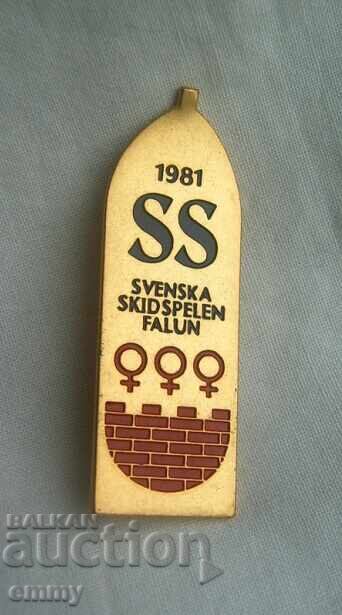 1981
SS
SVENSKA
SKIDSPELEN
FALUN
BALKAN
auction
emmy